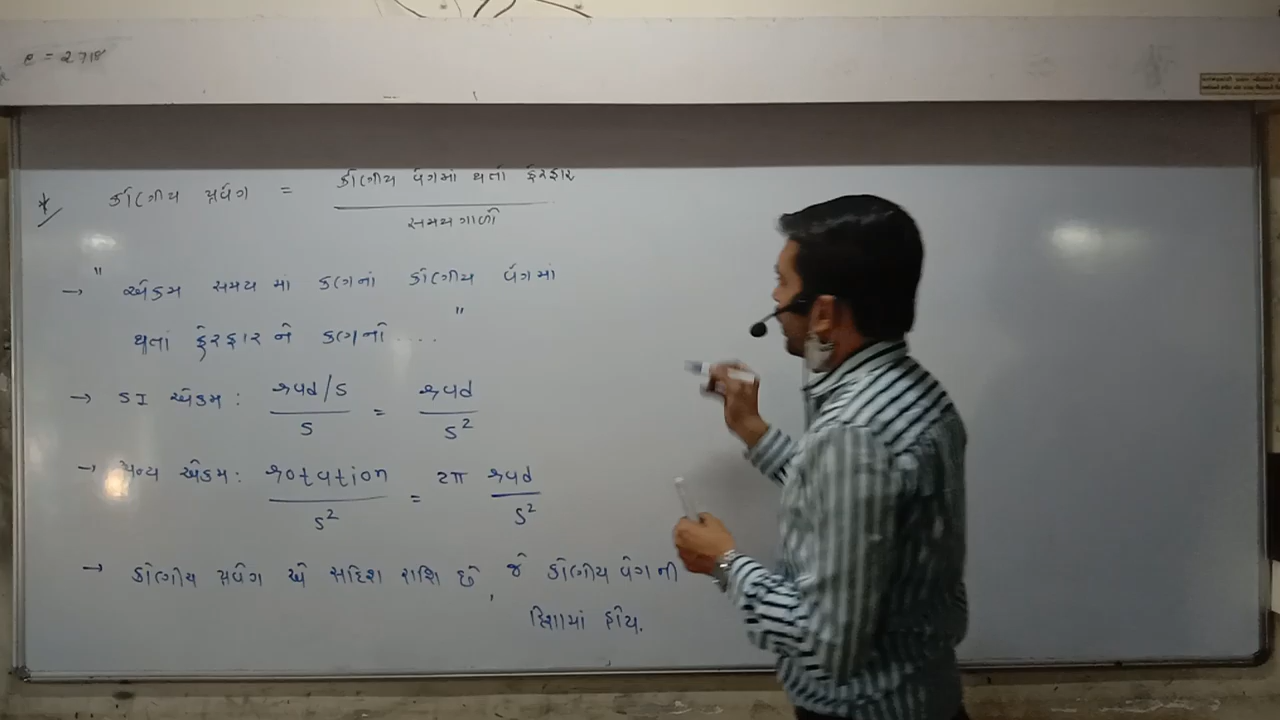 e = 2.718
* કોણીય પ્રવેગ = કોણીય વેગમાં થતો ફેરફાર / સમયગાળો
→ " એકમ સમય માં કણનાં કોણીય વેગમાં
થતાં ફેરફાર ને કણનો .... "
→ SI એકમ : rad/s / s = rad / s²
→ અન્ય એકમ : rotation / s² = 2π rad / s²
→ કોણીય પ્રવેગ એ સદિશ રાશિ છે, જે કોણીય વેગ ની
દિશામાં હોય.